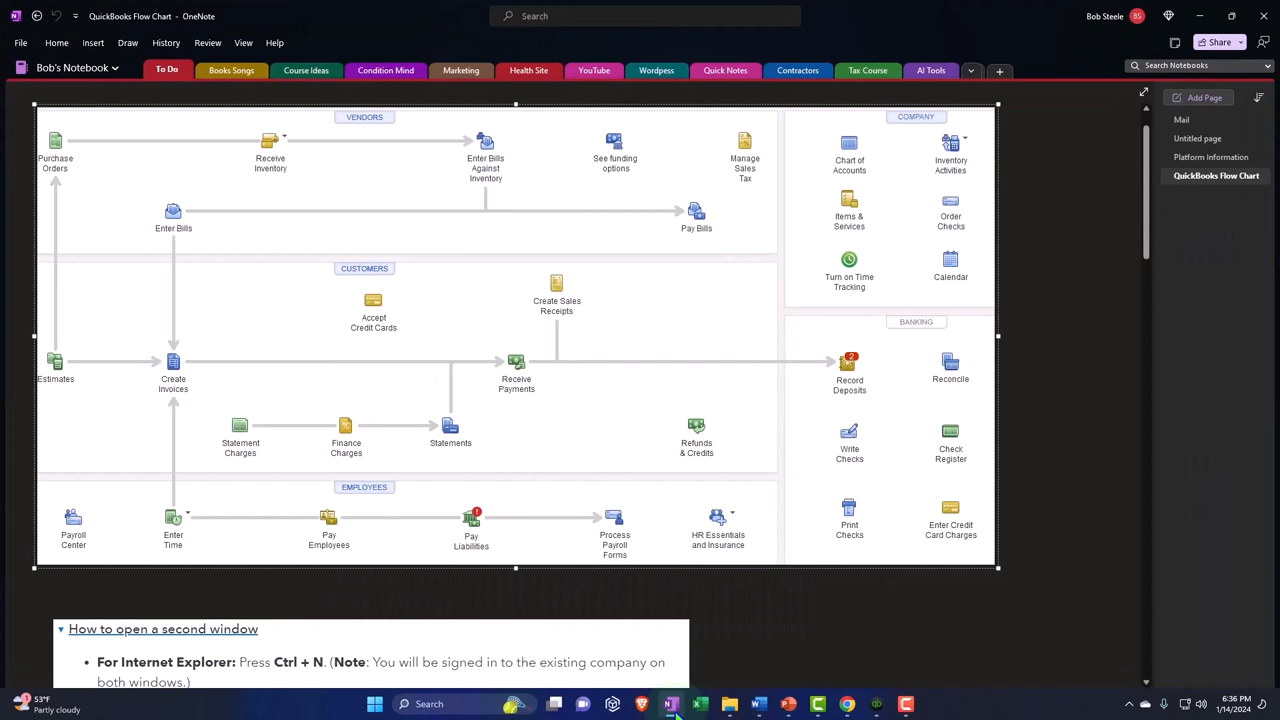 QuickBooks Flow Chart - OneNote
Search
Bob Steele
BS
File
Home
Insert
Draw
History
Review
View
Help
Share
Bob's Notebook
To Do
Books Songs
Course Ideas
Condition Mind
Marketing
Health Site
YouTube
Wordpess
Quick Notes
Contractors
Tax Course
AI Tools
Search Notebooks
Add Page
Mail
Untitled page
Platform Information
QuickBooks Flow Chart
VENDORS
Purchase
Orders
Receive
Inventory
Enter Bills
Against
Inventory
See funding
options
Manage
Sales
Tax
Enter Bills
Pay Bills
COMPANY
Chart of
Accounts
Inventory
Activities
Items &
Services
Order
Checks
Turn on Time
Tracking
Calendar
CUSTOMERS
Accept
Credit Cards
Create Sales
Receipts
Estimates
Create
Invoices
Receive
Payments
Statement
Charges
Finance
Charges
Statements
Refunds
& Credits
BANKING
2
Record
Deposits
Reconcile
Write
Checks
Check
Register
Print
Checks
Enter Credit
Card Charges
EMPLOYEES
Payroll
Center
Enter
Time
Pay
Employees
Pay
Liabilities
Process
Payroll
Forms
HR Essentials
and Insurance
How to open a second window
• For Internet Explorer: Press Ctrl + N. (Note: You will be signed in to the existing company on
both windows.)
2
53°F
Partly cloudy
Search
6:36 PM
1/14/2024